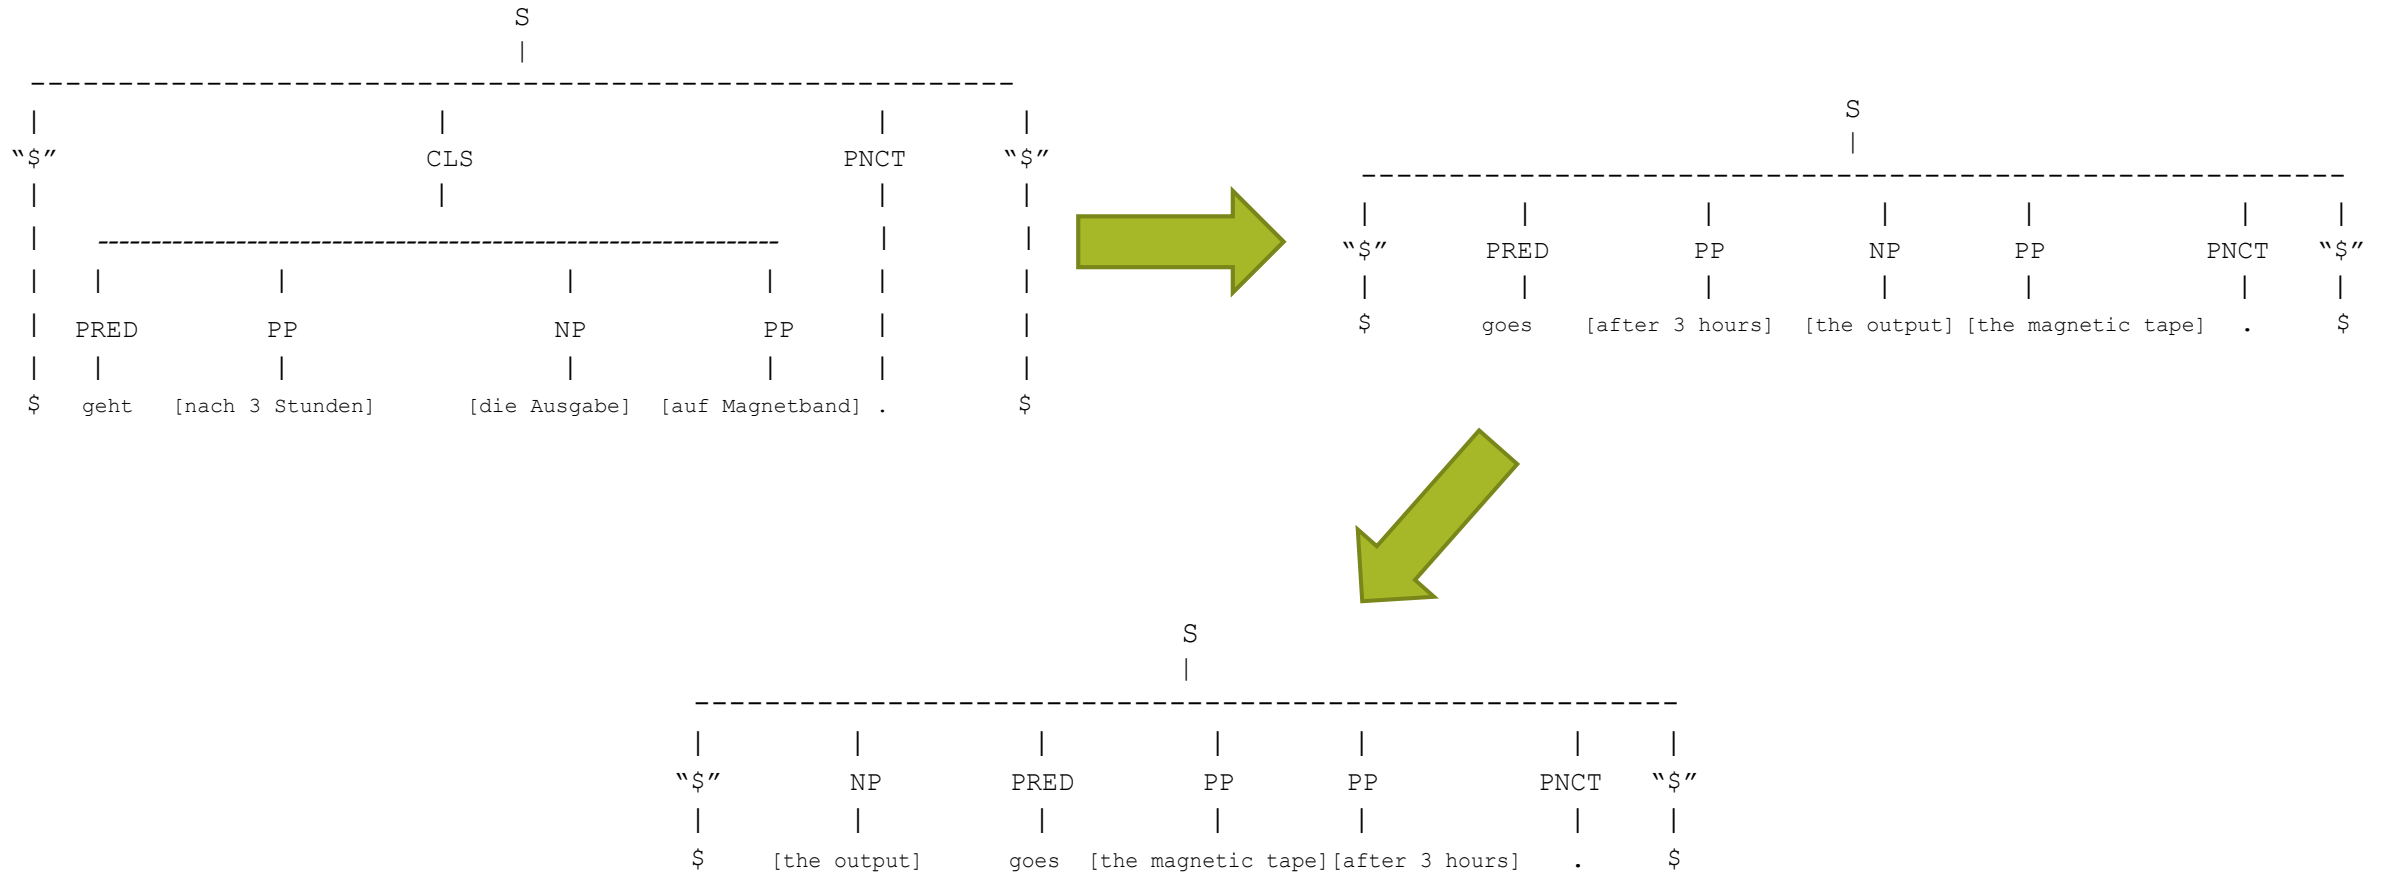 S
“$” CLS PNCT “$”
PRED PP NP PP
$ geht [nach 3 Stunden] [die Ausgabe] [auf Magnetband] . $
S
“$” PRED PP NP PP PNCT “$”
$ goes [after 3 hours] [the output] [the magnetic tape] . $
S
“$” NP PRED PP PP PNCT “$”
$ [the output] goes [the magnetic tape][after 3 hours] . $